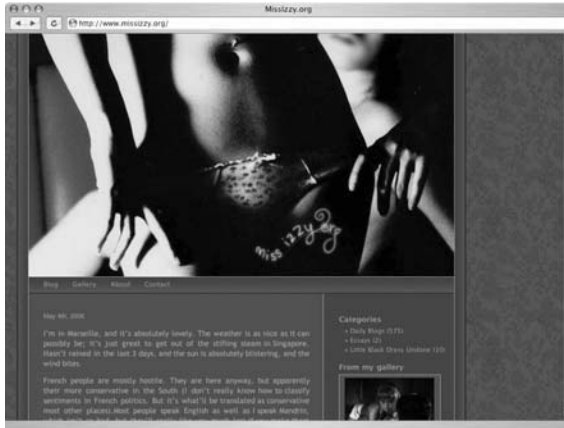 MissIzzy.org
http://www.missizzy.org/
miss izzy.org
Blog Gallery About Contact
May 4th, 2006
I'm in Marseille, and it's absolutely lovely. The weather is as nice as it can
possibly be; it's just great to get out of the stifling steam in Singapore.
Hasn't rained in the last 3 days, and the sun is absolutely blistering, and the
wind bites.
French people are mostly hostile. They are here anyway, but apparently
their more conservative in the South (I don't really know how to classify
sentiments in French politics. But it's what'll be translated as conservative
most other places).Most people speak English as well as I speak Mandrin,
Categories
Daily Blogs
Essays (2)
Little Black Dress Undone
From my gallery